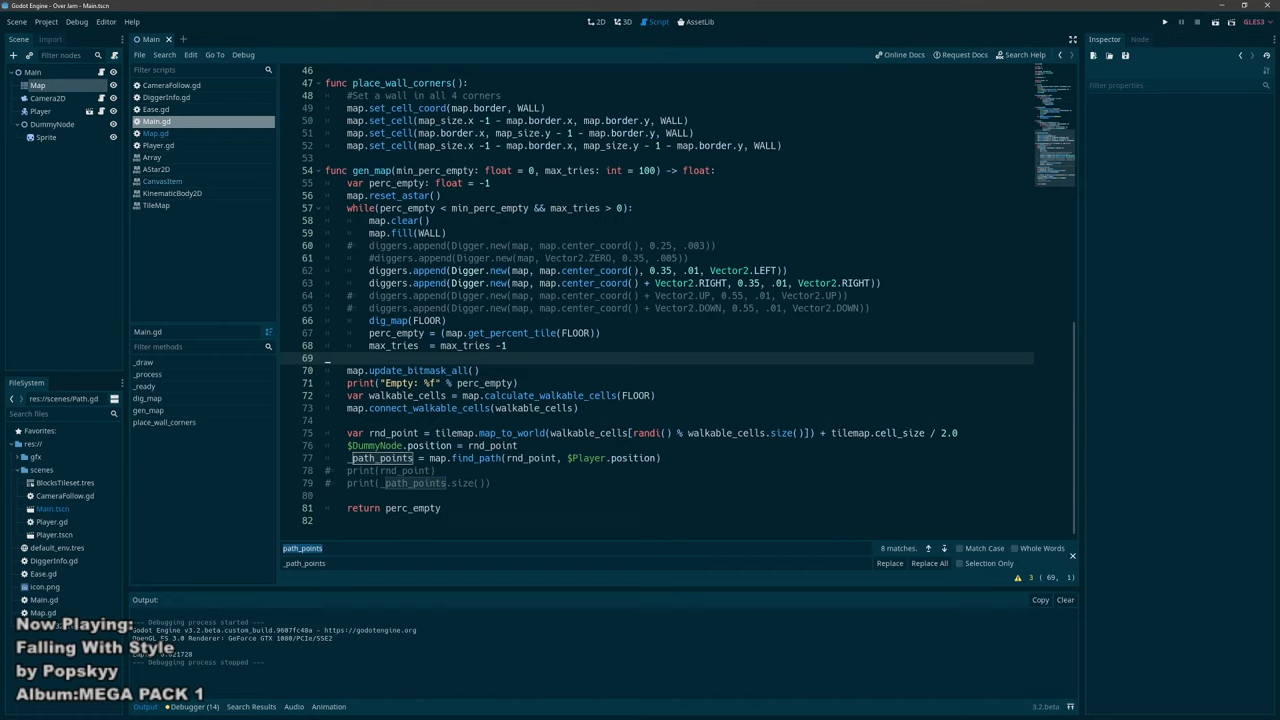 Godot Engine - Over Jam - Main.tscn
Scene Project Debug Editor Help
2D 3D Script AssetLib
GLES3
Scene Import
Filter nodes
Main
Map
Camera2D
Player
DummyNode
Sprite
FileSystem
res://scenes/Path.gd
Search files
Favorites:
res://
gfx
scenes
BlocksTileset.tres
CameraFollow.gd
Main.tscn
Player.gd
Player.tscn
default_env.tres
DiggerInfo.gd
Ease.gd
icon.png
Main.gd
Map.gd
Main
File Search Edit Go To Debug
Online Docs Request Docs Search Help
Filter scripts
CameraFollow.gd
DiggerInfo.gd
Ease.gd
Main.gd
Map.gd
Player.gd
Array
AStar2D
CanvasItem
KinematicBody2D
TileMap
Main.gd
Filter methods
_draw
_process
_ready
dig_map
gen_map
place_wall_corners
46
47 func place_wall_corners():
48 #Set a wall in all 4 corners
49 map.set_cell_coord(map.border, WALL)
50 map.set_cell(map_size.x -1 - map.border.x, map.border.y, WALL)
51 map.set_cell(map.border.x, map_size.y - 1 - map.border.y, WALL)
52 map.set_cell(map_size.x -1 - map.border.x, map_size.y - 1 - map.border.y, WALL)
53
54 func gen_map(min_perc_empty: float = 0, max_tries: int = 100) -> float:
55 var perc_empty: float = -1
56 map.reset_astar()
57 while(perc_empty < min_perc_empty && max_tries > 0):
58 map.clear()
59 map.fill(WALL)
60 # diggers.append(Digger.new(map, map.center_coord(), 0.25, .003))
61 #diggers.append(Digger.new(map, Vector2.ZERO, 0.35, .005))
62 diggers.append(Digger.new(map, map.center_coord(), 0.35, .01, Vector2.LEFT))
63 diggers.append(Digger.new(map, map.center_coord() + Vector2.RIGHT, 0.35, .01, Vector2.RIGHT))
64 # diggers.append(Digger.new(map, map.center_coord() + Vector2.UP, 0.55, .01, Vector2.UP))
65 # diggers.append(Digger.new(map, map.center_coord() + Vector2.DOWN, 0.55, .01, Vector2.DOWN))
66 dig_map(FLOOR)
67 perc_empty = (map.get_percent_tile(FLOOR))
68 max_tries = max_tries -1
69
70 map.update_bitmask_all()
71 print("Empty: %f" % perc_empty)
72 var walkable_cells = map.calculate_walkable_cells(FLOOR)
73 map.connect_walkable_cells(walkable_cells)
74
75 var rnd_point = tilemap.map_to_world(walkable_cells[randi() % walkable_cells.size()]) + tilemap.cell_size / 2.0
76 $DummyNode.position = rnd_point
77 _path_points = map.find_path(rnd_point, $Player.position)
78 # print(rnd_point)
79 # print(_path_points.size())
80
81 return perc_empty
82
path_points 8 matches. Match Case Whole Words
_path_points Replace Replace All Selection Only
3 ( 69, 1)
Output: Copy Clear
--- Debugging process started ---
Godot Engine v3.2.beta.custom_build.9607fc48a - https://godotengine.org
OpenGL ES 3.0 Renderer: GeForce GTX 1080/PCIe/SSE2
--- Debugging process stopped ---
Output Debugger (14) Search Results Audio Animation 3.2.beta
Inspector Node
Filter properties
Now Playing:
Falling With Style
by Popskyy
Album:MEGA PACK 1